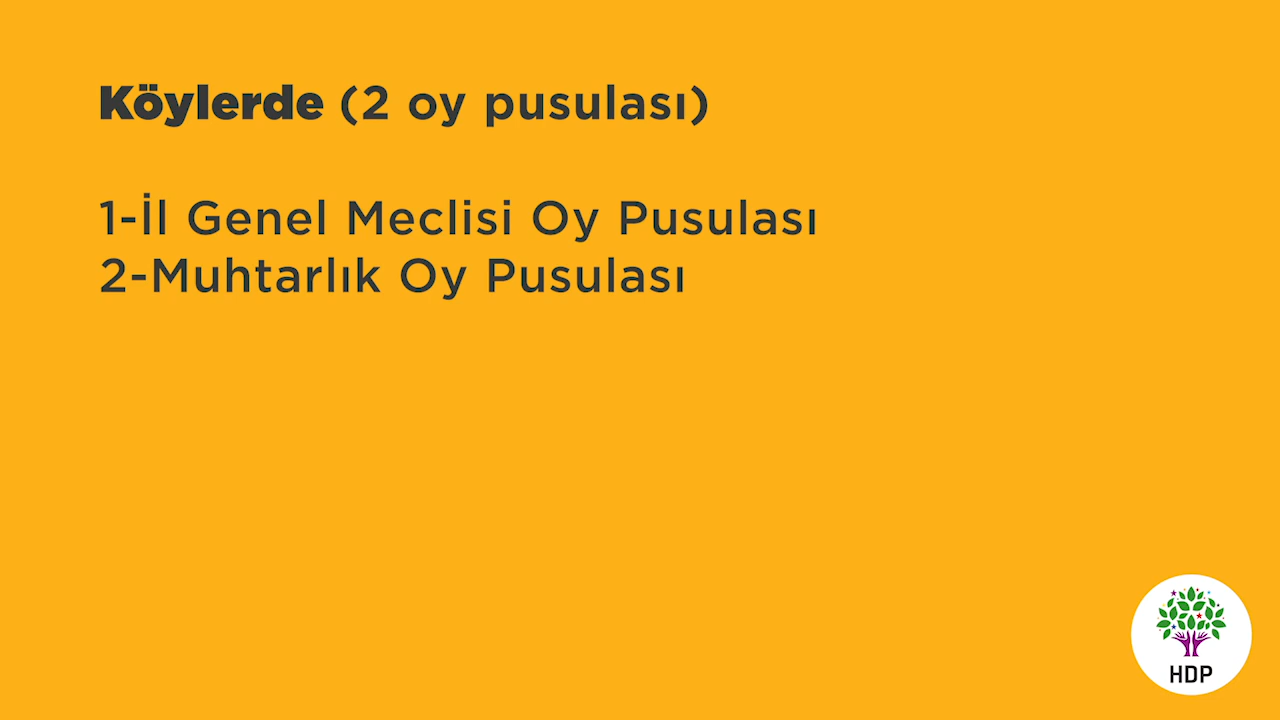 Köylerde (2 oy pusulası)
1-İl Genel Meclisi Oy Pusulası
2-Muhtarlık Oy Pusulası
HDP